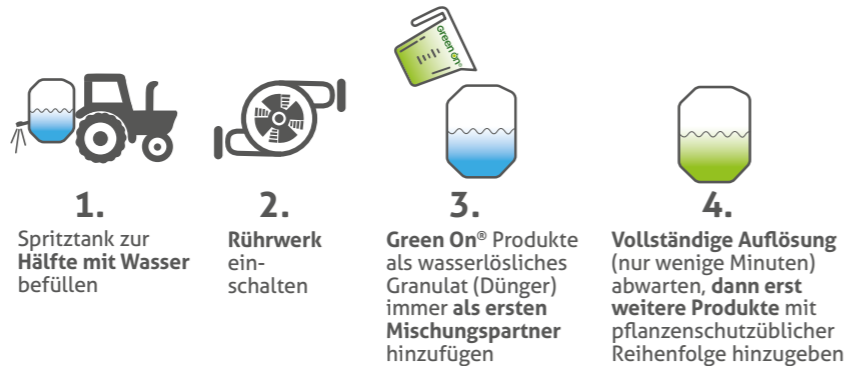 Green On®
1.
Spritztank zur
Hälfte mit Wasser
befüllen
2.
Rührwerk
ein-
schalten
3.
Green On® Produkte
als wasserlösliches
Granulat (Dünger)
immer als ersten
Mischungspartner
hinzufügen
4.
Vollständige Auflösung
(nur wenige Minuten)
abwarten, dann erst
weitere Produkte mit
pflanzenschutzüblicher
Reihenfolge hinzugeben